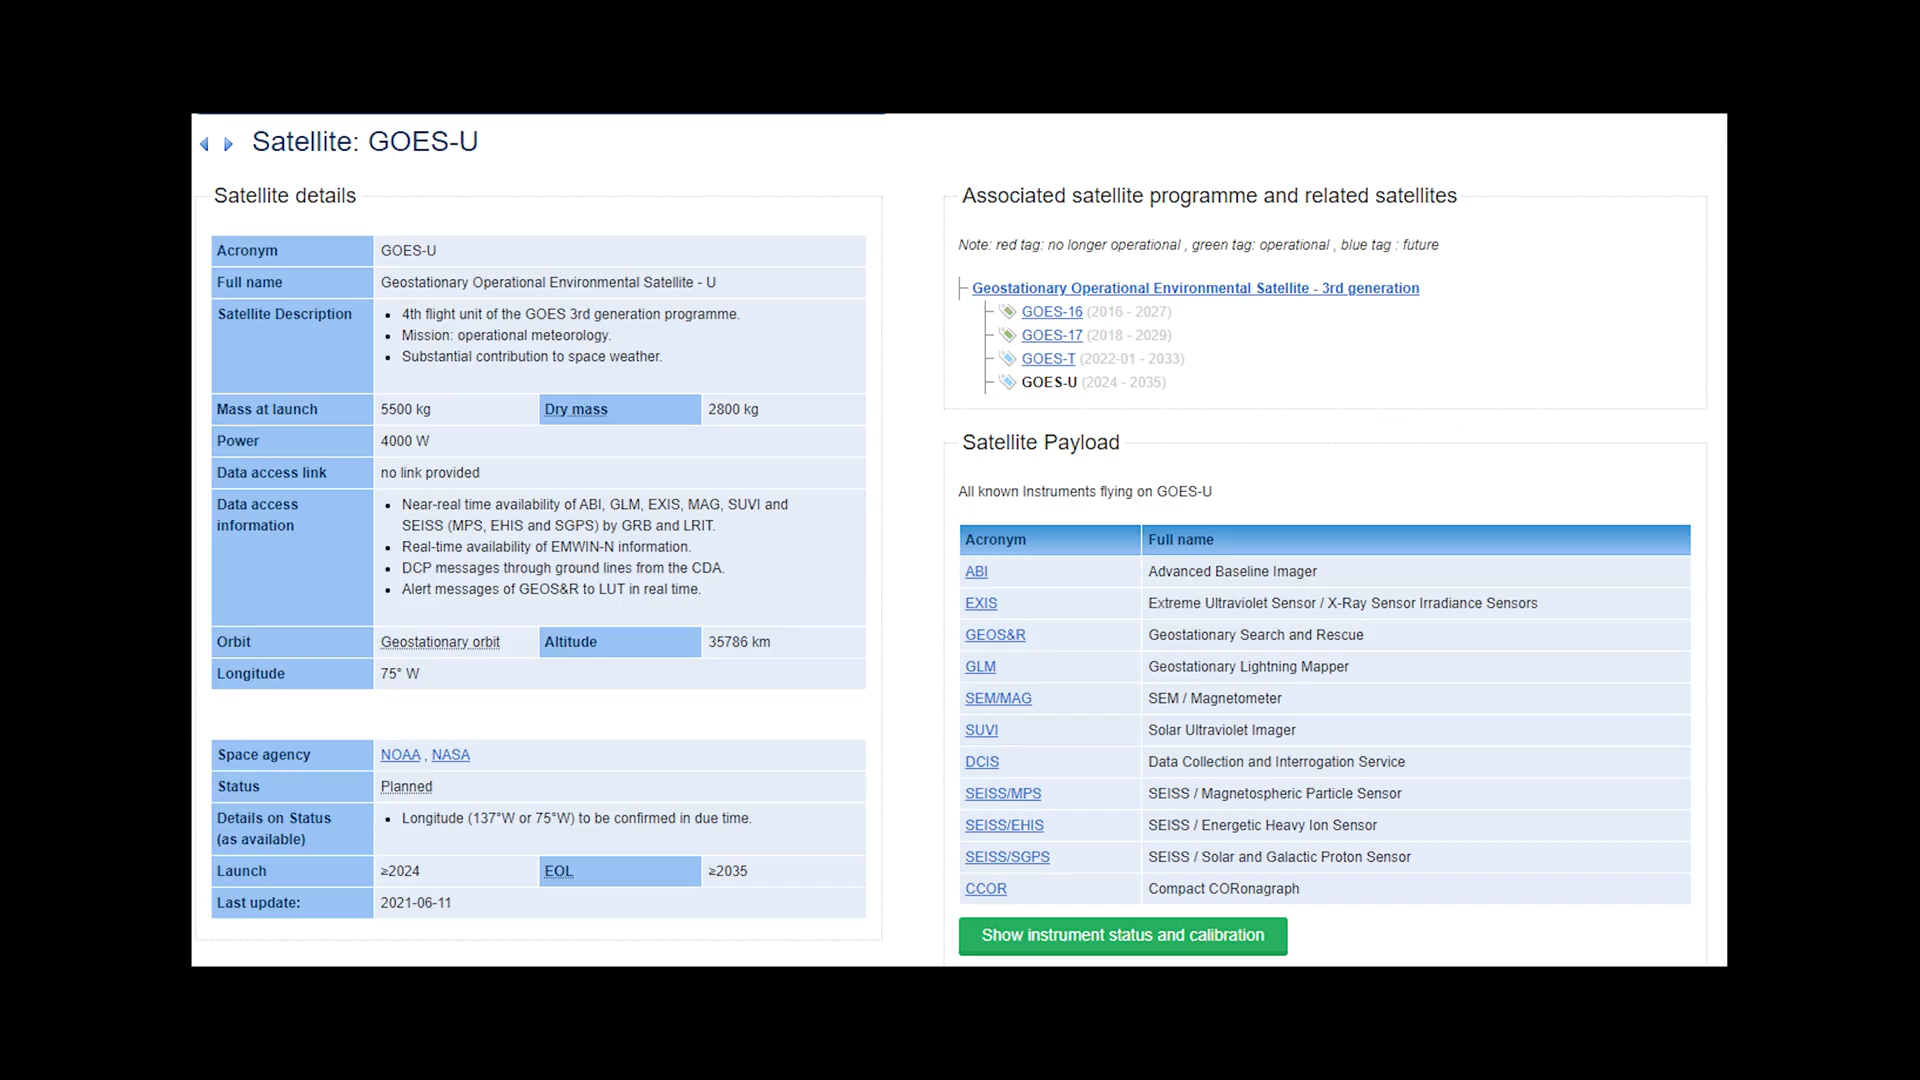 Satellite: GOES-U
Satellite details
Acronym GOES-U
Full name Geostationary Operational Environmental Satellite - U
Satellite Description
4th flight unit of the GOES 3rd generation programme.
Mission: operational meteorology.
Substantial contribution to space weather.
Mass at launch 5500 kg Dry mass 2800 kg
Power 4000 W
Data access link no link provided
Data access information
Near-real time availability of ABI, GLM, EXIS, MAG, SUVI and
SEISS (MPS, EHIS and SGPS) by GRB and LRIT.
Real-time availability of EMWIN-N information.
DCP messages through ground lines from the CDA.
Alert messages of GEOS&R to LUT in real time.
Orbit Geostationary orbit Altitude 35786 km
Longitude 75° W
Space agency NOAA , NASA
Status Planned
Details on Status (as available)
Longitude (137°W or 75°W) to be confirmed in due time.
Launch ≥2024 EOL ≥2035
Last update: 2021-06-11
Associated satellite programme and related satellites
Note: red tag: no longer operational , green tag: operational , blue tag : future
Geostationary Operational Environmental Satellite - 3rd generation
GOES-16 (2016 - 2027)
GOES-17 (2018 - 2029)
GOES-T (2022-01 - 2033)
GOES-U (2024 - 2035)
Satellite Payload
All known Instruments flying on GOES-U
Acronym Full name
ABI Advanced Baseline Imager
EXIS Extreme Ultraviolet Sensor / X-Ray Sensor Irradiance Sensors
GEOS&R Geostationary Search and Rescue
GLM Geostationary Lightning Mapper
SEM/MAG SEM / Magnetometer
SUVI Solar Ultraviolet Imager
DCIS Data Collection and Interrogation Service
SEISS/MPS SEISS / Magnetospheric Particle Sensor
SEISS/EHIS SEISS / Energetic Heavy Ion Sensor
SEISS/SGPS SEISS / Solar and Galactic Proton Sensor
CCOR Compact CORonagraph
Show instrument status and calibration